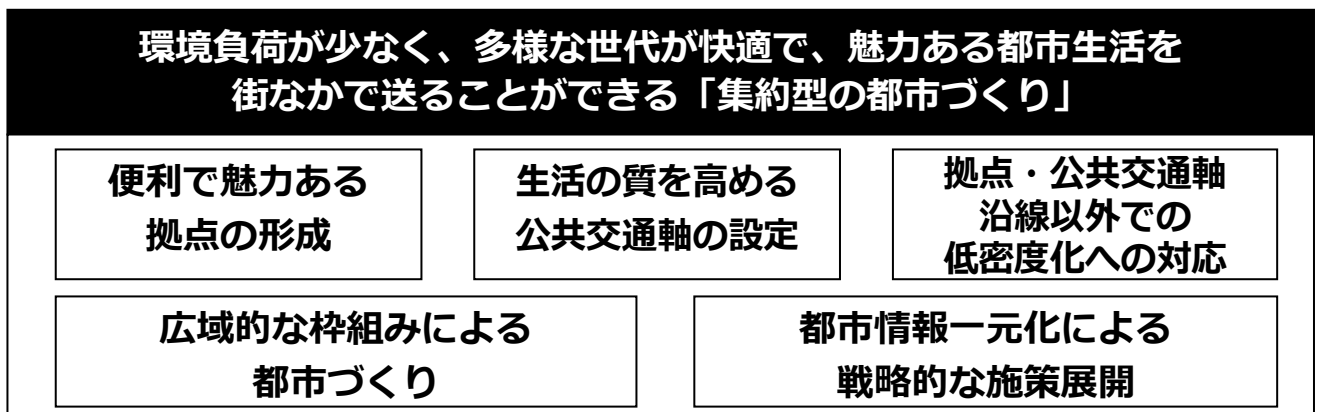 環境負荷が少なく、多様な世代が快適で、魅力ある都市生活を
街なかで送ることができる「集約型の都市づくり」
便利で魅力ある
拠点の形成
生活の質を高める
公共交通軸の設定
拠点・公共交通軸
沿線以外での
低密度化への対応
広域的な枠組みによる
都市づくり
都市情報一元化による
戦略的な施策展開